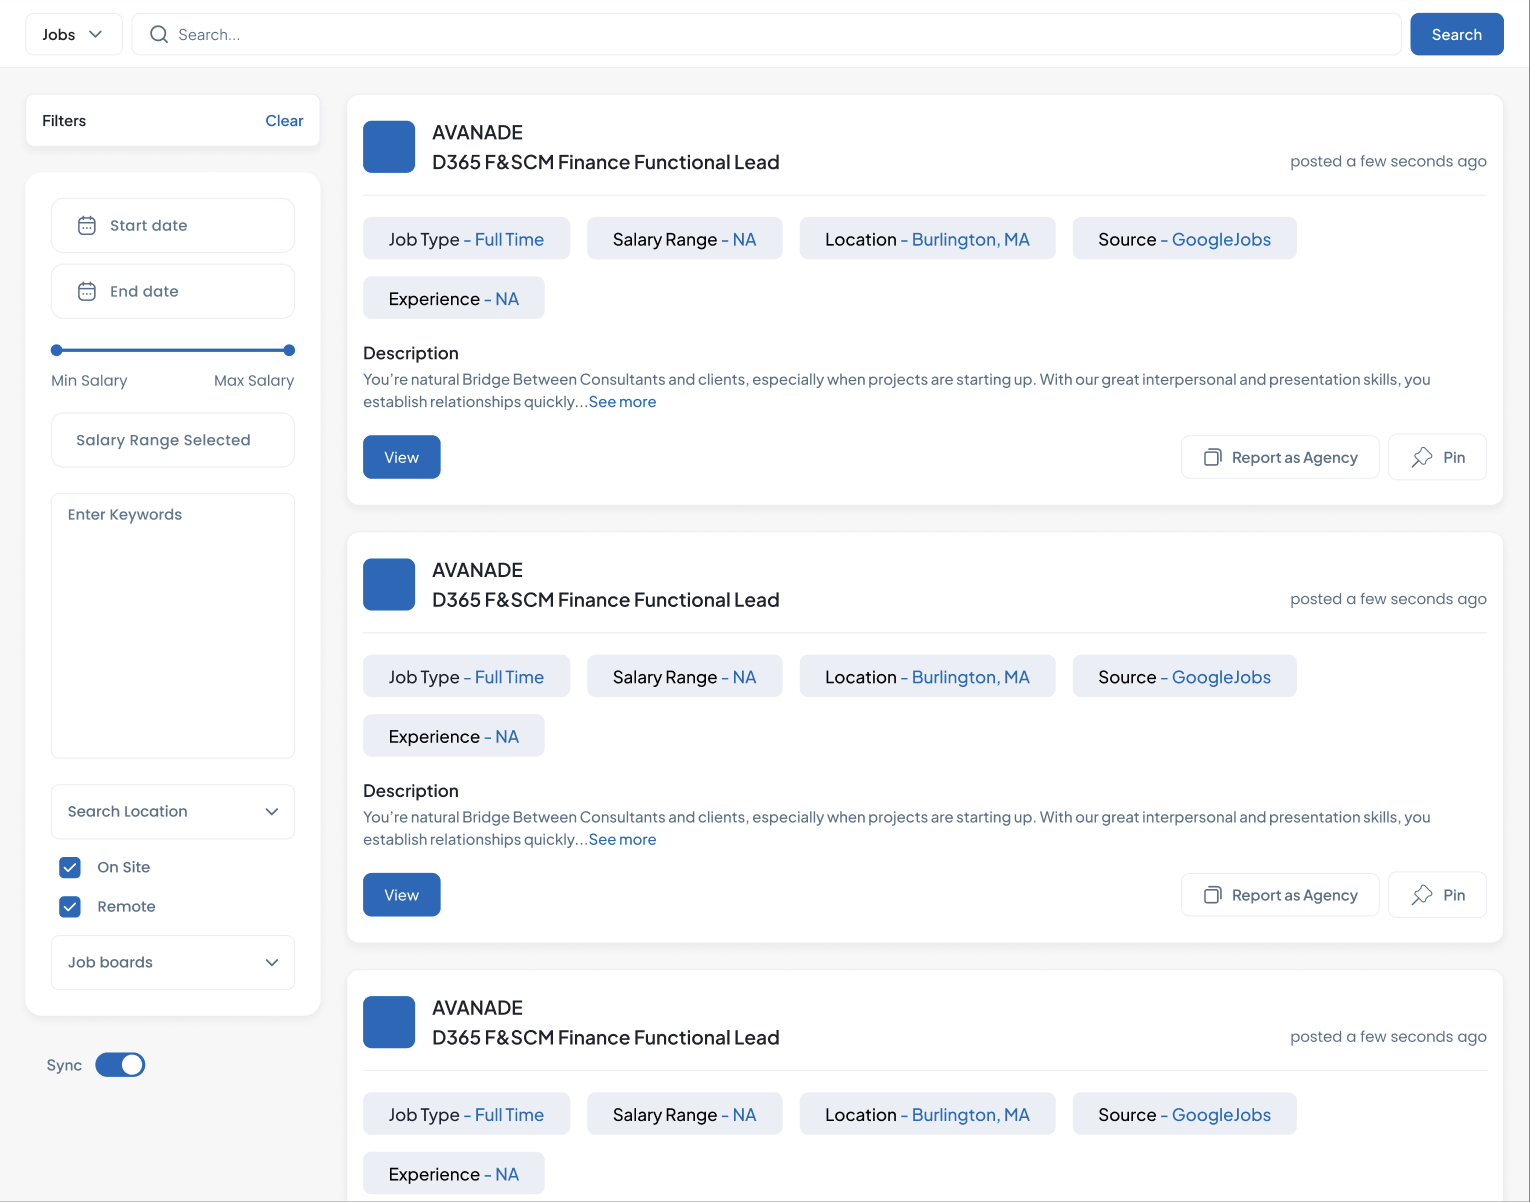 Jobs
Search...
Search
Filters
Clear
Start date
End date
Min Salary
Max Salary
Salary Range Selected
Enter Keywords
Search Location
On Site
Remote
Job boards
Sync
AVANADE
D365 F&SCM Finance Functional Lead
posted a few seconds ago
Job Type - Full Time
Salary Range - NA
Location - Burlington, MA
Source - GoogleJobs
Experience - NA
Description
You're natural Bridge Between Consultants and clients, especially when projects are starting up. With our great interpersonal and presentation skills, you
establish relationships quickly...See more
View
Report as Agency
Pin
AVANADE
D365 F&SCM Finance Functional Lead
posted a few seconds ago
Job Type - Full Time
Salary Range - NA
Location - Burlington, MA
Source - GoogleJobs
Experience - NA
Description
You're natural Bridge Between Consultants and clients, especially when projects are starting up. With our great interpersonal and presentation skills, you
establish relationships quickly...See more
View
Report as Agency
Pin
AVANADE
D365 F&SCM Finance Functional Lead
posted a few seconds ago
Job Type - Full Time
Salary Range - NA
Location - Burlington, MA
Source - GoogleJobs
Experience - NA